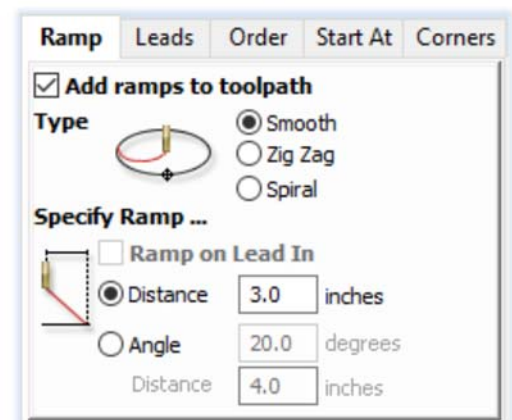 Ramp Leads Order Start At Corners
Add ramps to toolpath
Type
Smooth
Zig Zag
Spiral
Specify Ramp ...
Ramp on Lead In
Distance 3.0 inches
Angle 20.0 degrees
Distance 4.0 inches